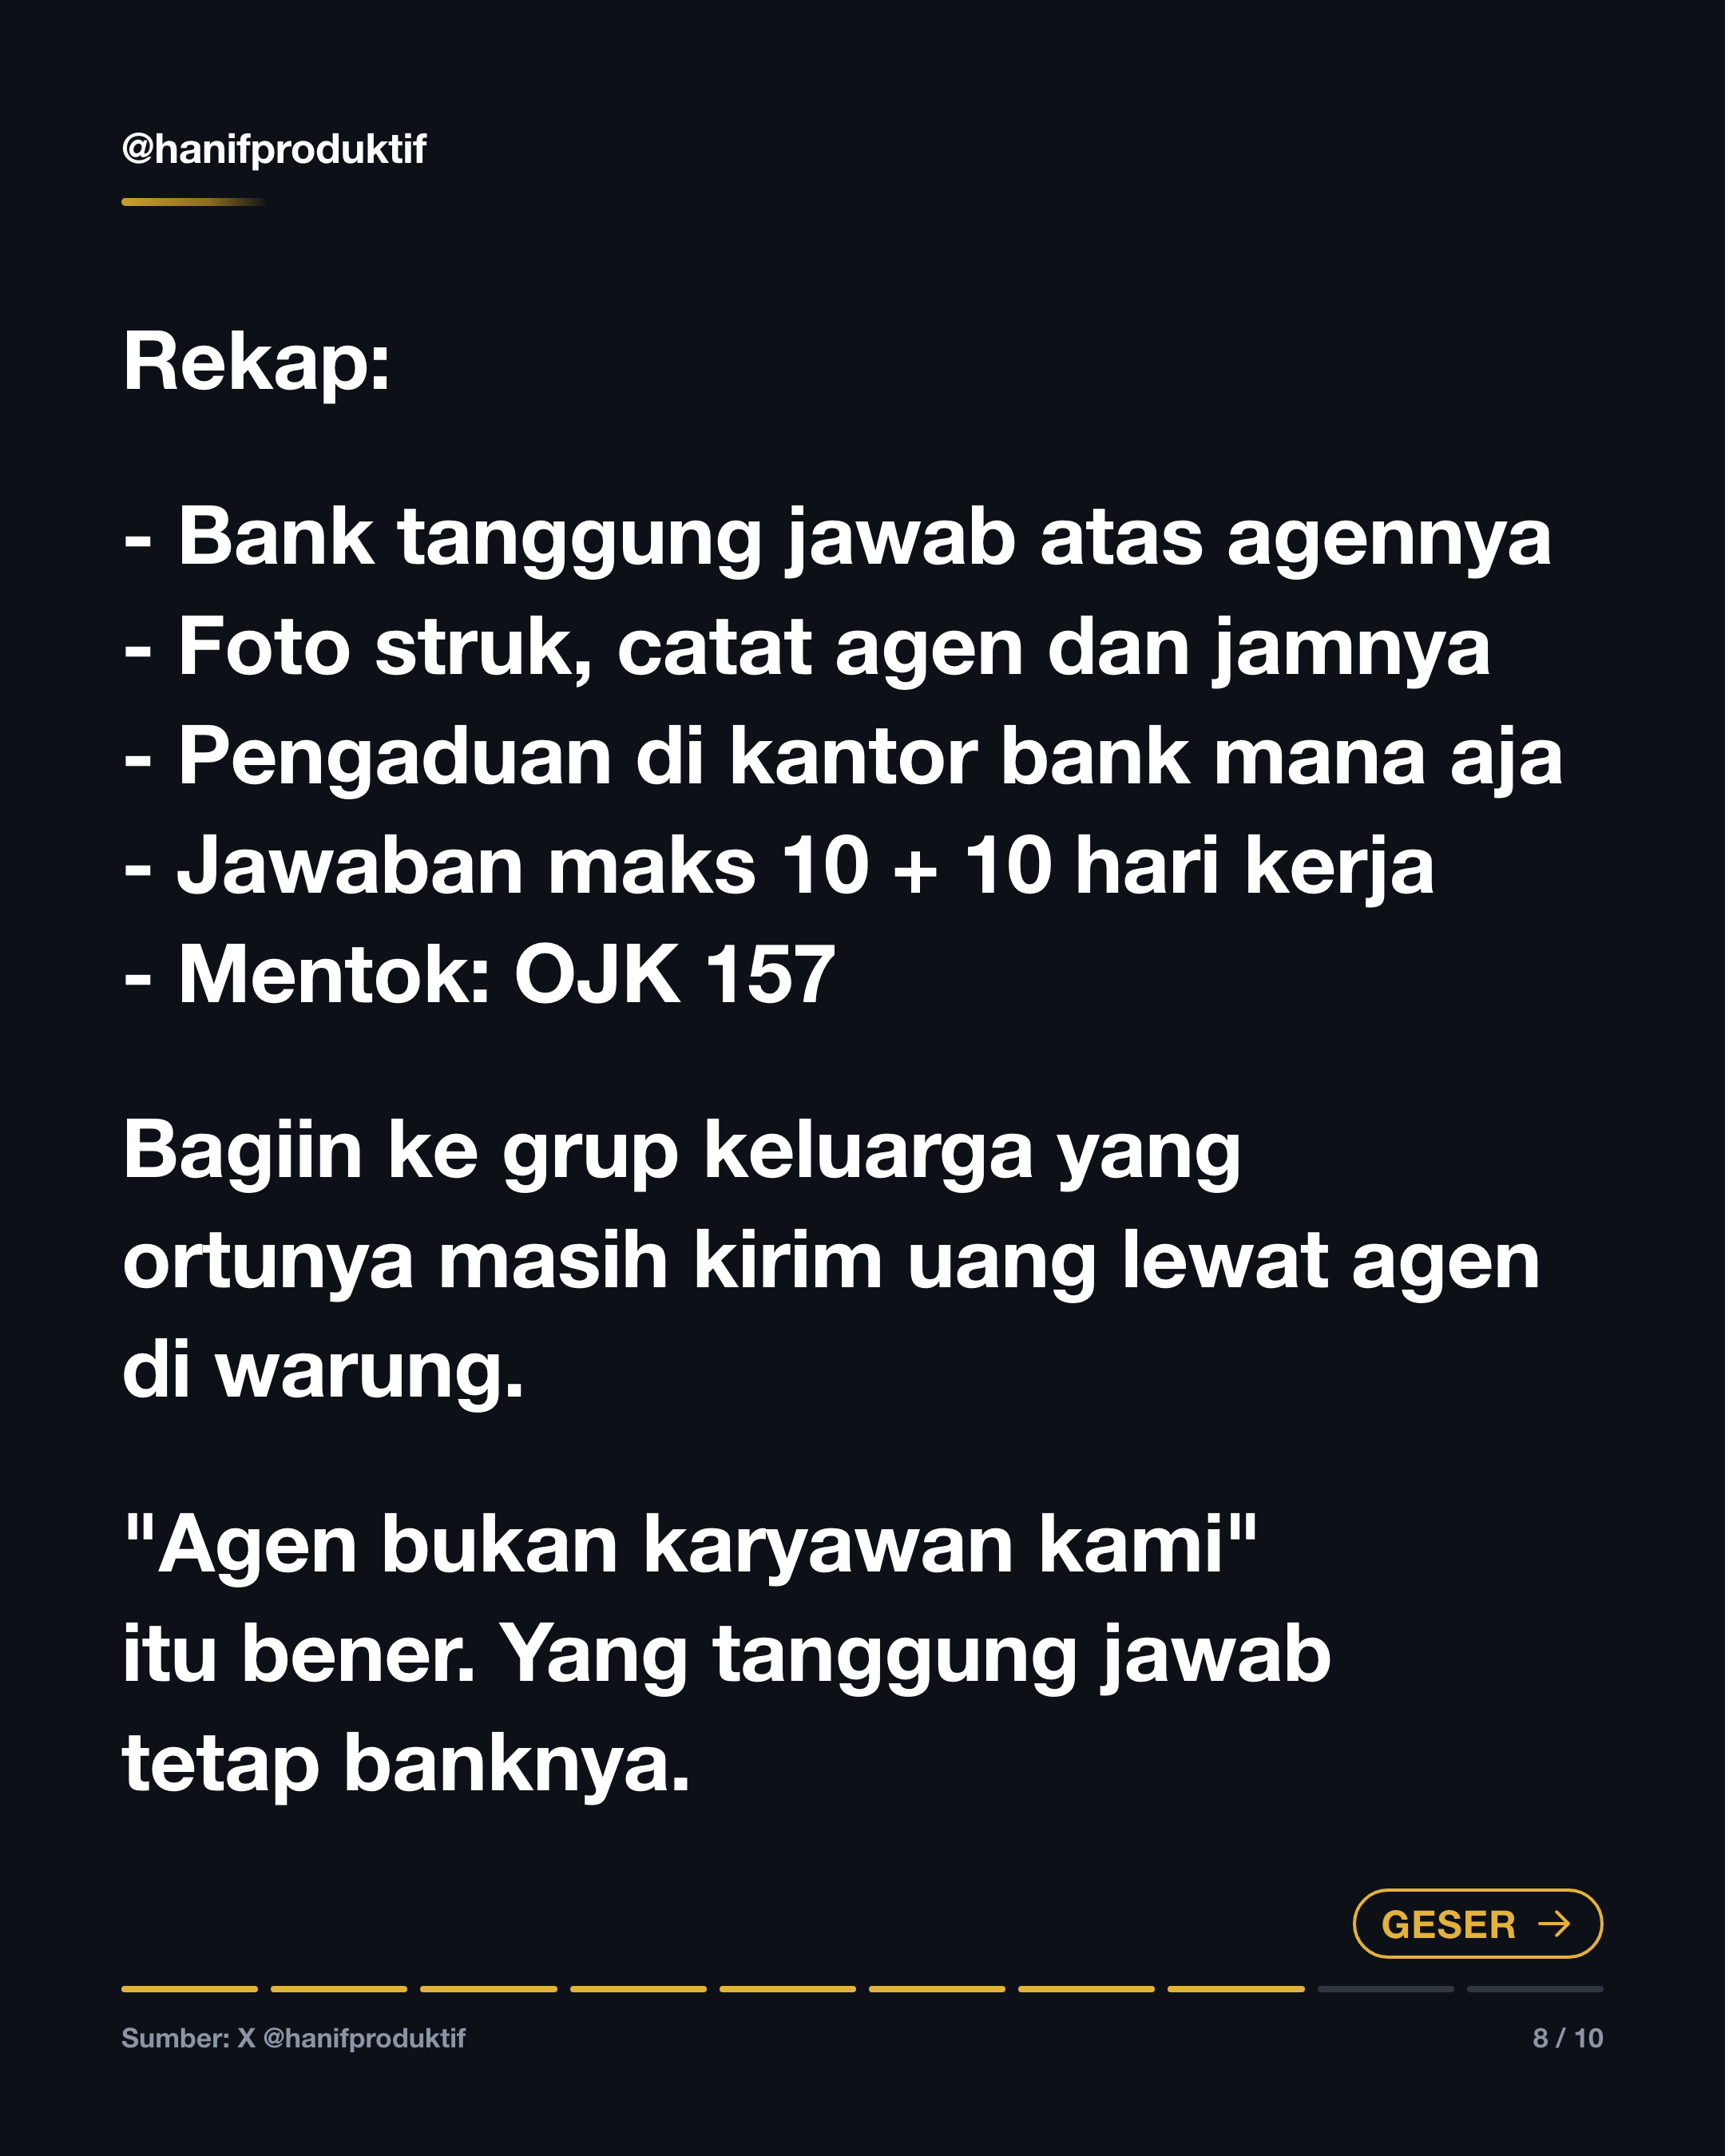 @hanifproduktif
Rekap:
- Bank tanggung jawab atas agennya
- Foto struk, catat agen dan jamnya
- Pengaduan di kantor bank mana aja
- Jawaban maks 10 + 10 hari kerja
- Mentok: OJK 157
Bagiin ke grup keluarga yang
ortunya masih kirim uang lewat agen
di warung.
"Agen bukan karyawan kami"
itu bener. Yang tanggung jawab
tetap banknya.
GESER →
Sumber: X @hanifproduktif
8 / 10